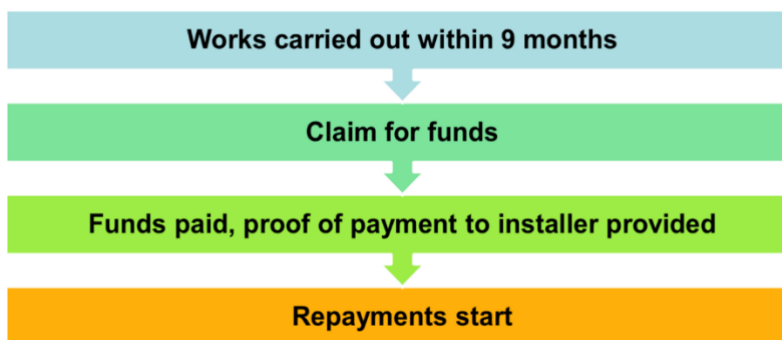 Works carried out within 9 months
Claim for funds
Funds paid, proof of payment to installer provided
Repayments start